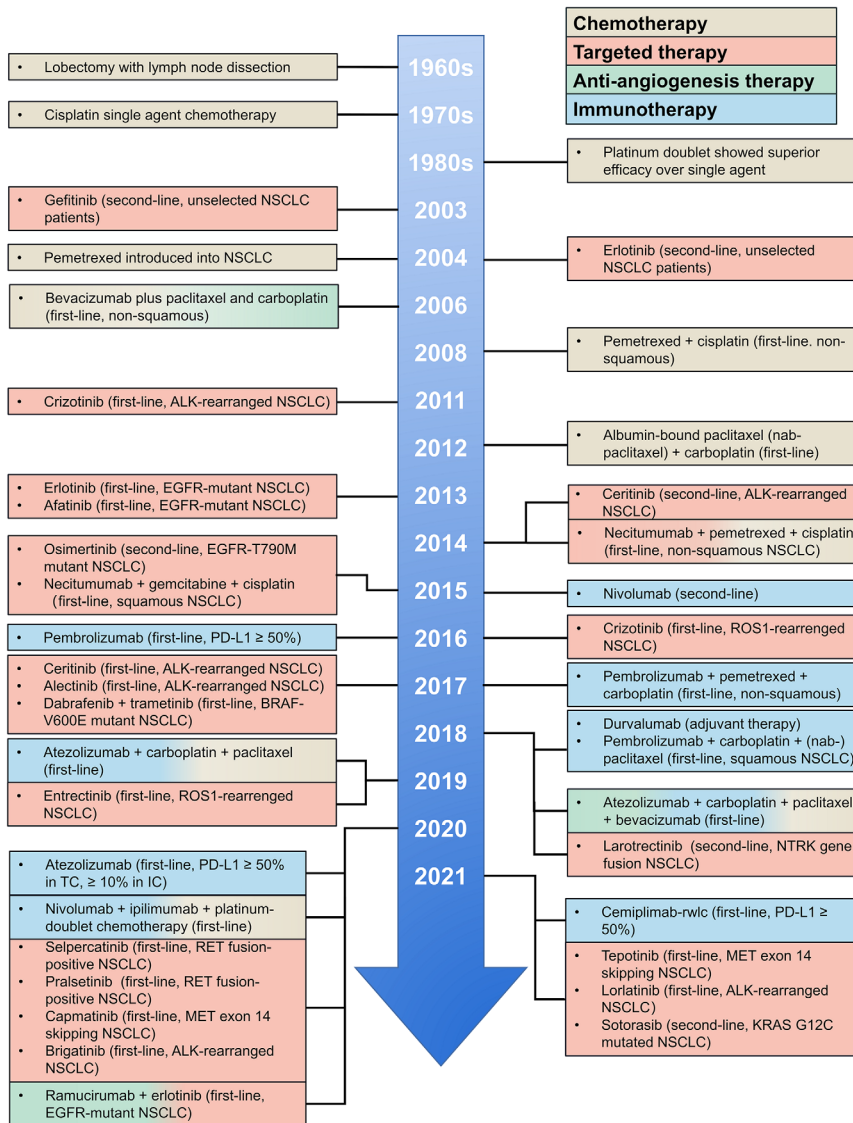 Chemotherapy
Targeted therapy
Anti-angiogenesis therapy
Immunotherapy
1960s
• Lobectomy with lymph node dissection
1970s
• Cisplatin single agent chemotherapy
1980s
• Platinum doublet showed superior
efficacy over single agent
2003
• Gefitinib (second-line, unselected NSCLC
patients)
2004
• Pemetrexed introduced into NSCLC
• Erlotinib (second-line, unselected
NSCLC patients)
2006
• Bevacizumab plus paclitaxel and carboplatin
(first-line, non-squamous)
2008
• Pemetrexed + cisplatin (first-line. non-
squamous)
2011
• Crizotinib (first-line, ALK-rearranged NSCLC)
2012
• Albumin-bound paclitaxel (nab-
paclitaxel) + carboplatin (first-line)
2013
• Erlotinib (first-line, EGFR-mutant NSCLC)
• Afatinib (first-line, EGFR-mutant NSCLC)
2014
• Ceritinib (second-line, ALK-rearranged
NSCLC)
• Necitumumab + pemetrexed + cisplatin
(first-line, non-squamous NSCLC)
2015
• Osimertinib (second-line, EGFR-T790M
mutant NSCLC)
• Necitumumab + gemcitabine + cisplatin
(first-line, squamous NSCLC)
• Nivolumab (second-line)
2016
• Pembrolizumab (first-line, PD-L1 ≥ 50%)
• Crizotinib (first-line, ROS1-rearrenged
NSCLC)
2017
• Ceritinib (first-line, ALK-rearranged NSCLC)
• Alectinib (first-line, ALK-rearranged NSCLC)
• Dabrafenib + trametinib (first-line, BRAF-
V600E mutant NSCLC)
• Pembrolizumab + pemetrexed +
carboplatin (first-line, non-squamous)
2018
• Durvalumab (adjuvant therapy)
• Pembrolizumab + carboplatin + (nab-)
paclitaxel (first-line, squamous NSCLC)
• Atezolizumab + carboplatin + paclitaxel
+ bevacizumab (first-line)
• Larotrectinib (second-line, NTRK gene
fusion NSCLC)
2019
• Atezolizumab + carboplatin + paclitaxel
(first-line)
• Entrectinib (first-line, ROS1-rearrenged
NSCLC)
2020
• Atezolizumab (first-line, PD-L1 ≥ 50%
in TC, ≥ 10% in IC)
• Nivolumab + ipilimumab + platinum-
doublet chemotherapy (first-line)
• Selpercatinib (first-line, RET fusion-
positive NSCLC)
• Pralsetinib (first-line, RET fusion-
positive NSCLC)
• Capmatinib (first-line, MET exon 14
skipping NSCLC)
• Brigatinib (first-line, ALK-rearranged
NSCLC)
• Ramucirumab + erlotinib (first-line,
EGFR-mutant NSCLC)
2021
• Cemiplimab-rwlc (first-line, PD-L1 ≥
50%)
• Tepotinib (first-line, MET exon 14
skipping NSCLC)
• Lorlatinib (first-line, ALK-rearranged
NSCLC)
• Sotorasib (second-line, KRAS G12C
mutated NSCLC)